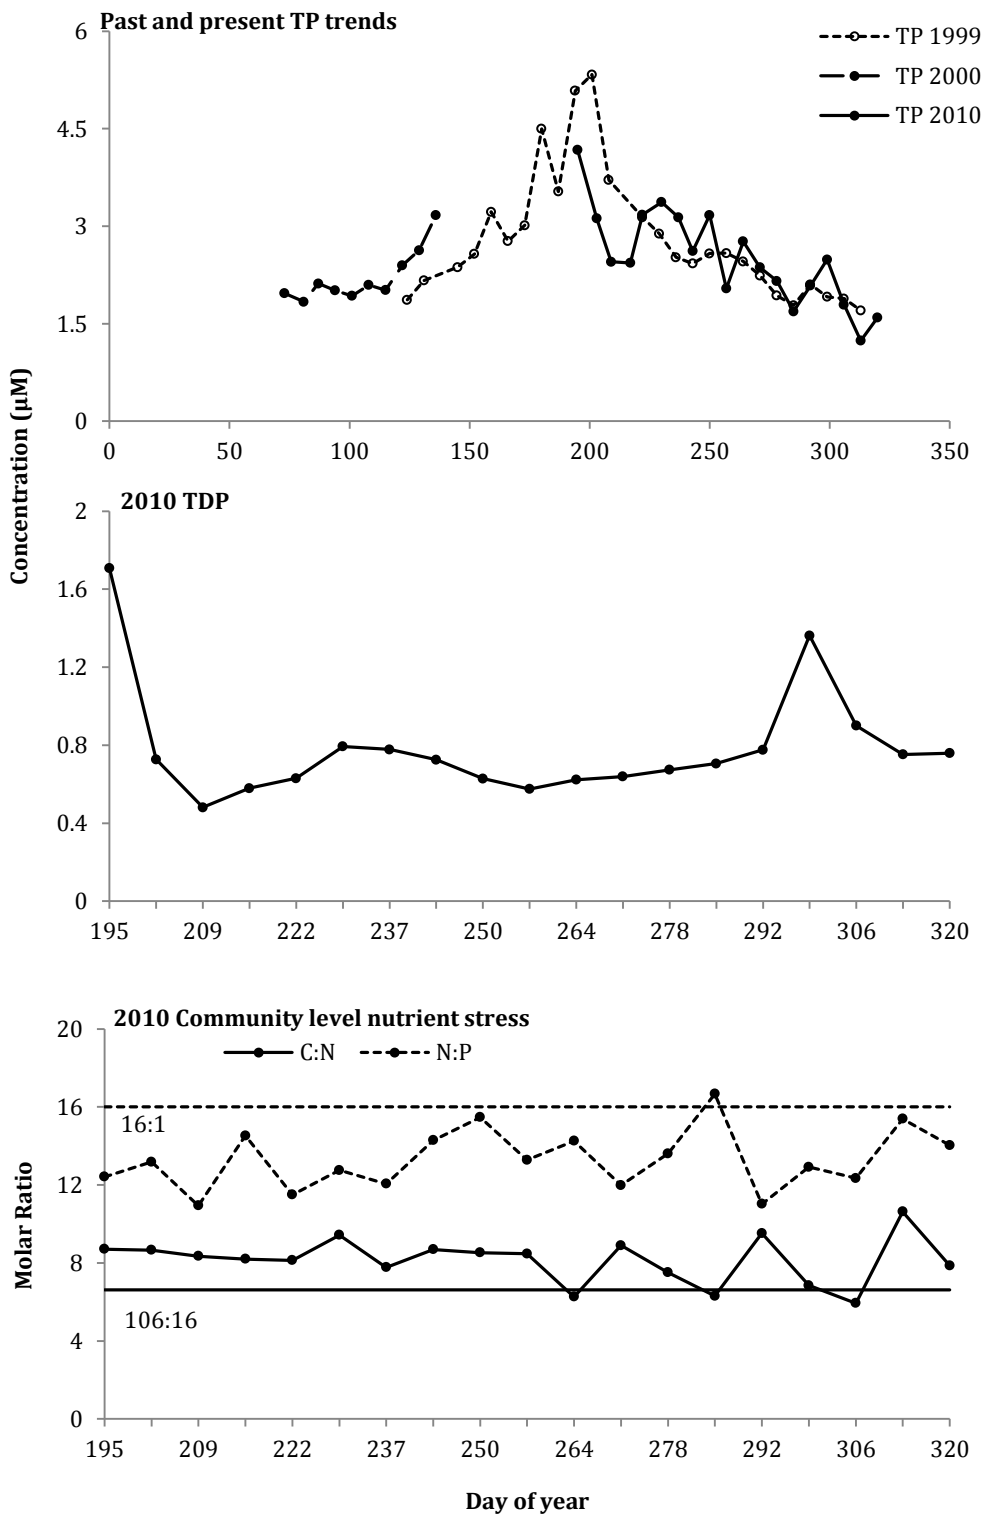 Past and present TP trends
TP 1999
TP 2000
TP 2010
6
4.5
3
1.5
0
0 50 100 150 200 250 300 350
Concentration (µM)
2010 TDP
2
1.6
1.2
0.8
0.4
0
195 209 222 237 250 264 278 292 306 320
2010 Community level nutrient stress
C:N N:P
20
16
12
8
4
0
16:1
106:16
Molar Ratio
195 209 222 237 250 264 278 292 306 320
Day of year